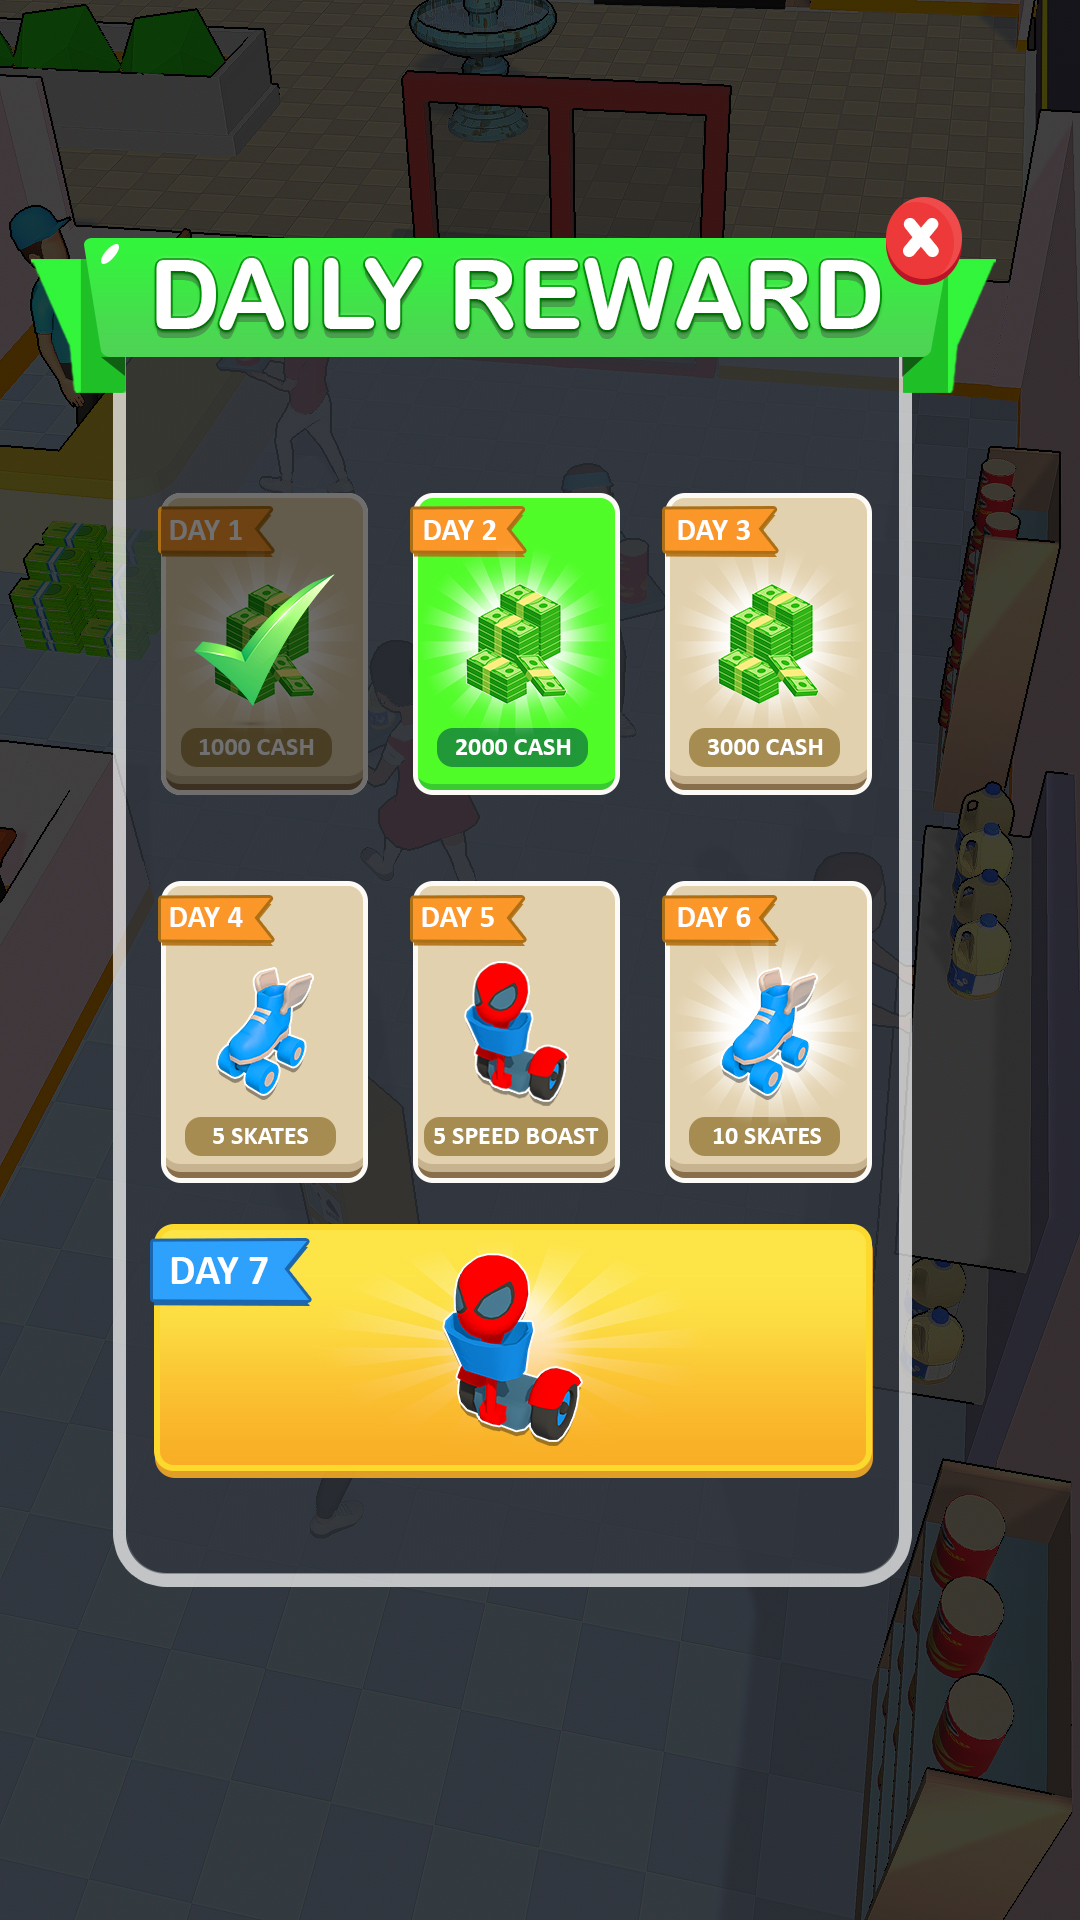 DAILY REWARD
DAY 1
1000 CASH
DAY 2
2000 CASH
DAY 3
3000 CASH
DAY 4
5 SKATES
DAY 5
5 SPEED BOAST
DAY 6
10 SKATES
DAY 7